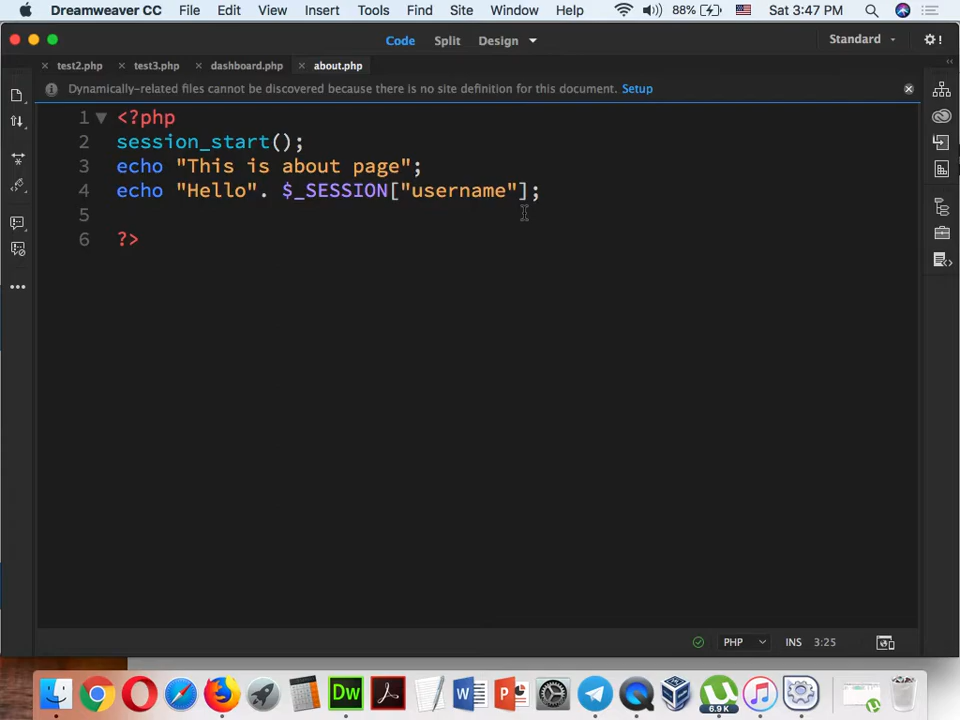 Dreamweaver CC File Edit View Insert Tools Find Site Window Help 88% Sat 3:47 PM
Code Split Design Standard !
test2.php test3.php dashboard.php about.php
Dynamically-related files cannot be discovered because there is no site definition for this document. Setup
1 <?php
2 session_start();
3 echo "This is about page";
4 echo "Hello". $_SESSION["username"];
5
6 ?>
PHP INS 3:25
Dw W P 6.9K